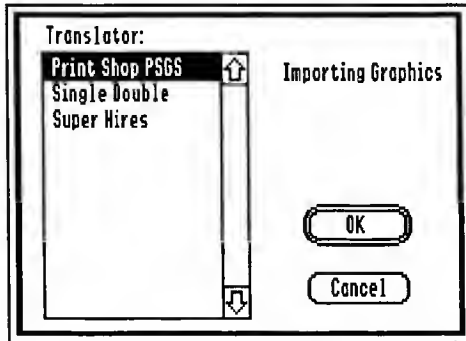 Translator:
Print Shop PSGS
Single Double
Super Hires
Importing Graphics
OK
Cancel